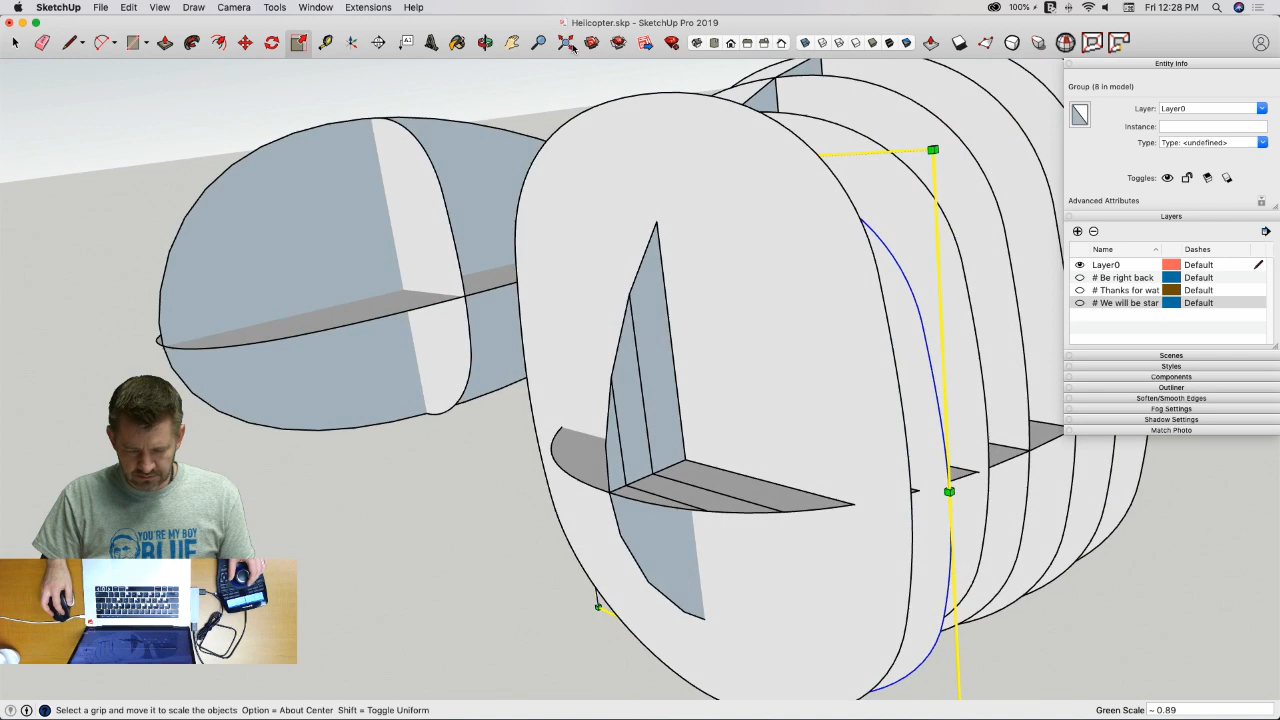 SketchUp File Edit View Draw Camera Tools Window Extensions Help
100% Fri 12:28 PM
Helicopter.skp - SketchUp Pro 2019
Entity Info
Group (8 in model)
Layer: Layer0
Instance:
Type: Type: <undefined>
Toggles:
Advanced Attributes
Layers
Name Dashes
Layer0 Default
# Be right back Default
# Thanks for wat Default
# We will be star Default
Scenes
Styles
Components
Outliner
Soften/Smooth Edges
Fog Settings
Shadow Settings
Match Photo
YOU'RE MY BOY
BLUE
Select a grip and move it to scale the objects Option = About Center Shift = Toggle Uniform
Green Scale ~ 0.89